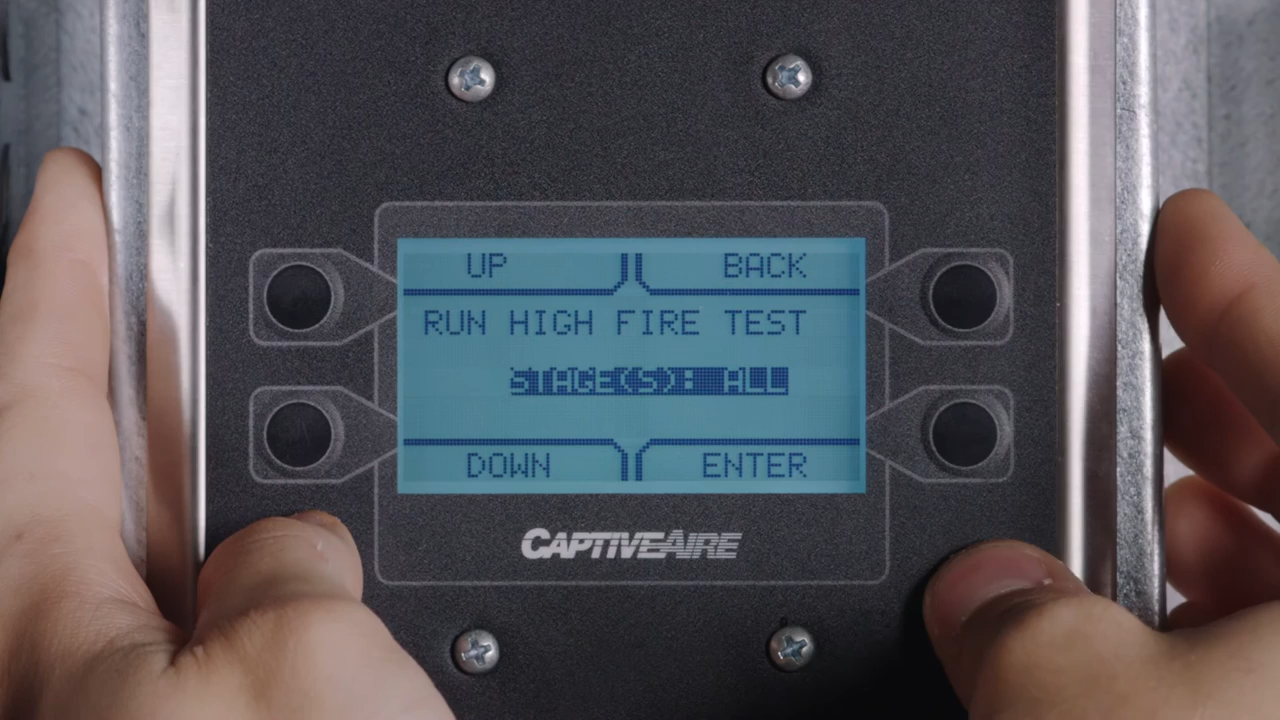 UP BACK
RUN HIGH FIRE TEST
STAGE(S): ALL
DOWN ENTER
CAPTIVEAIRE